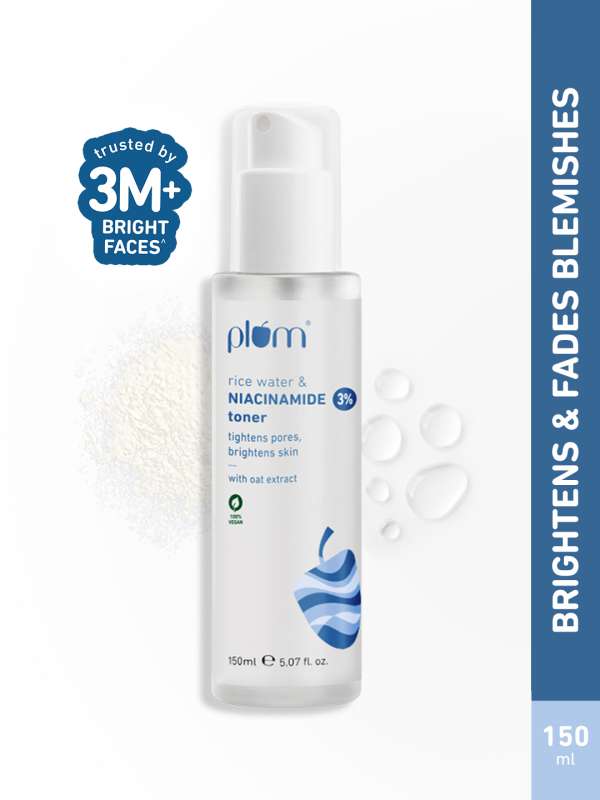 trusted by
3M+
BRIGHT
FACES^
plum®
rice water &
NIACINAMIDE 3%
toner
tightens pores,
brightens skin
with oat extract
100%
VEGAN
150ml ℮ 5.07 fl. oz.
BRIGHTENS & FADES BLEMISHES
150
ml